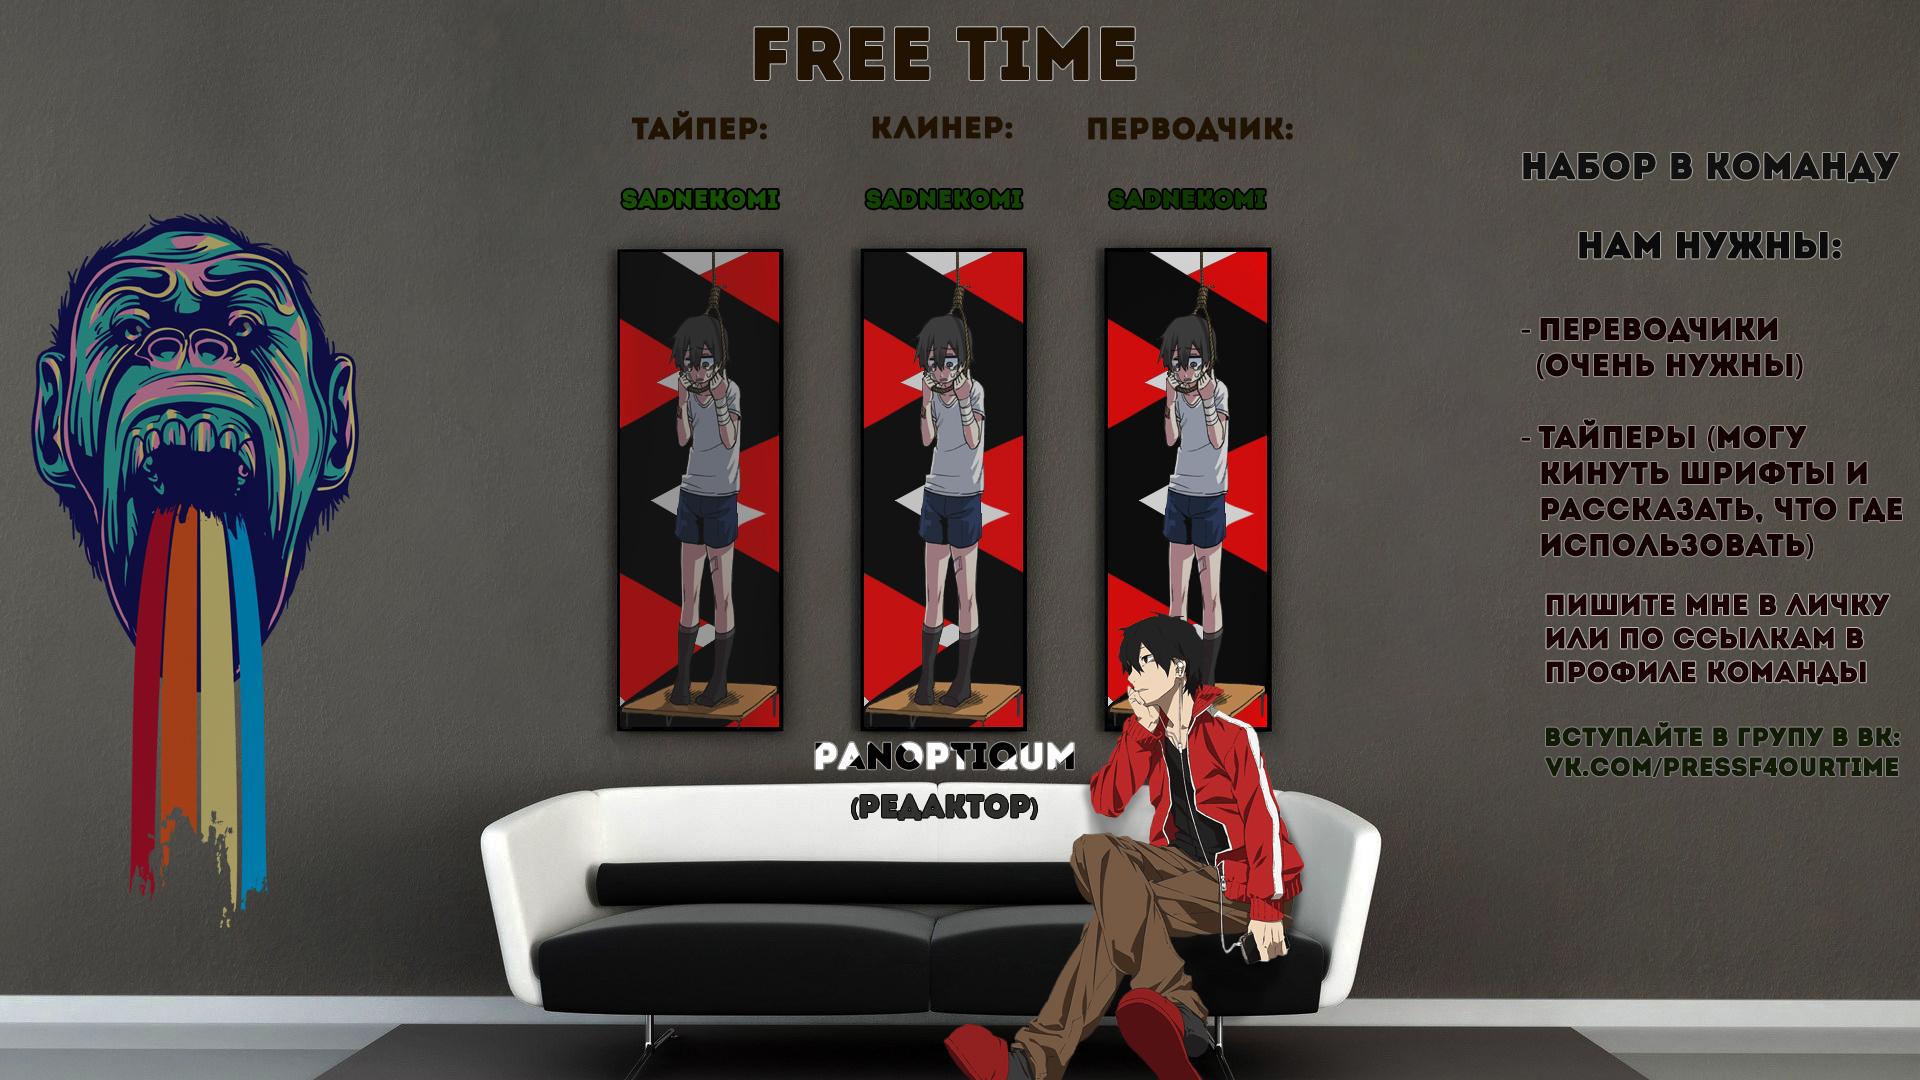 FREE TIME
ТАЙПЕР:
КЛИНЕР:
ПЕРВОДЧИК:
SADNEKOMI
SADNEKOMI
SADNEKOMI
PANOPTIQUM
(РЕДАКТОР)
НАБОР В КОМАНДУ
НАМ НУЖНЫ:
- ПЕРЕВОДЧИКИ
(ОЧЕНЬ НУЖНЫ)
- ТАЙПЕРЫ (МОГУ
КИНУТЬ ШРИФТЫ И
РАССКАЗАТЬ, ЧТО ГДЕ
ИСПОЛЬЗОВАТЬ)
ПИШИТЕ МНЕ В ЛИЧКУ
ИЛИ ПО ССЫЛКАМ В
ПРОФИЛЕ КОМАНДЫ
ВСТУПАЙТЕ В ГРУПУ В ВК:
VK.COM/PRESSF4OURTIME